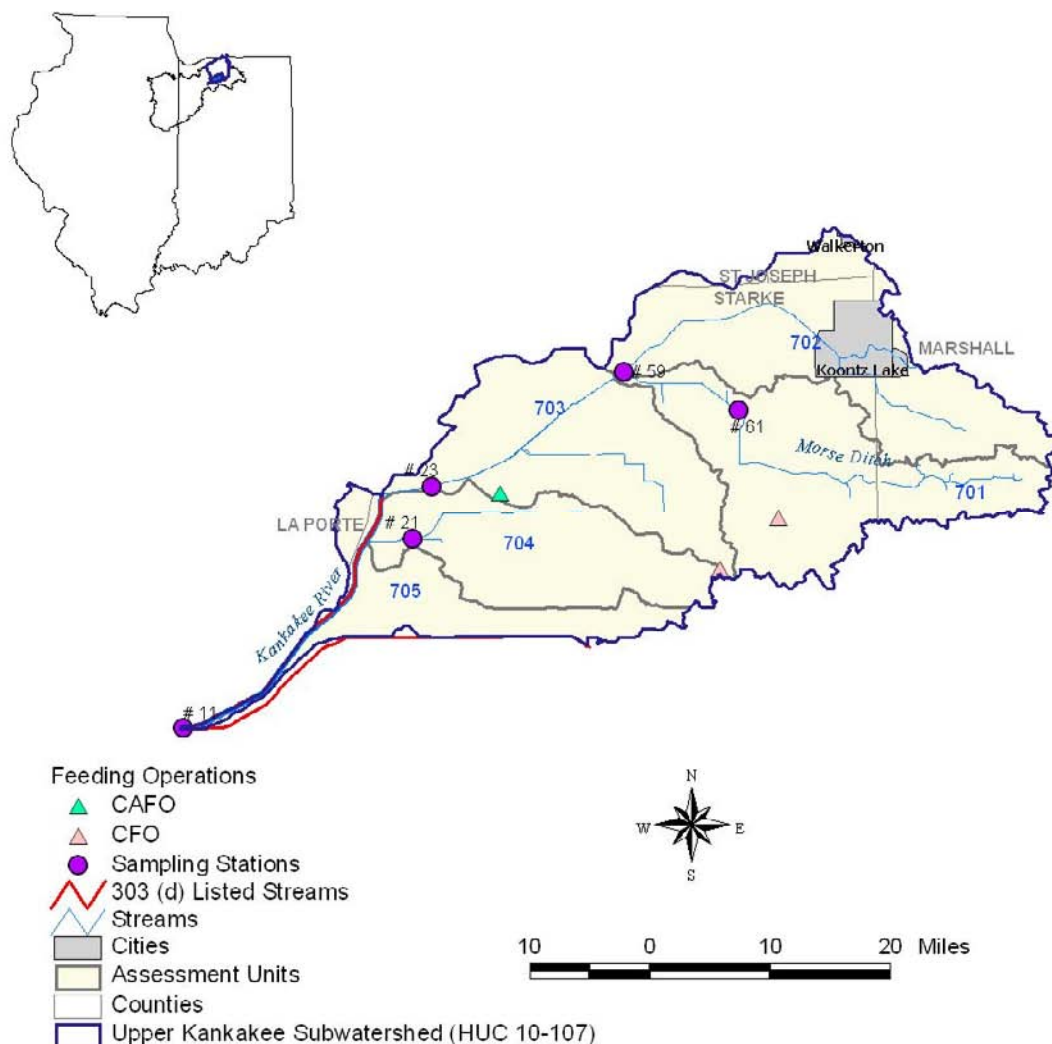 Walkerton
ST JOSEPH
STARKE
702
MARSHALL
Koontz Lake
# 59
703
# 61
Morse Ditch
701
# 23
LA PORTE
# 21
704
705
Kankakee River
# 11
Feeding Operations
CAFO
CFO
Sampling Stations
303 (d) Listed Streams
Streams
Cities
Assessment Units
Counties
Upper Kankakee Subwatershed (HUC 10-107)
N
W E
S
10 0 10 20 Miles